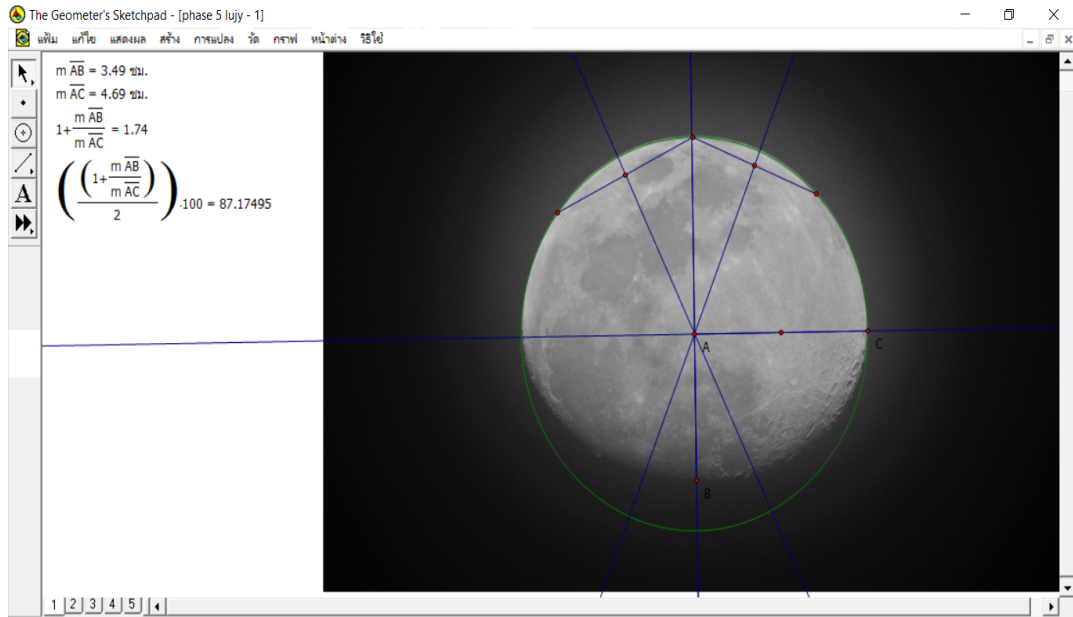 The Geometer's Sketchpad - [phase 5 lujy - 1]
แฟ้ม แก้ไข แสดงผล สร้าง การแปลง วัด กราฟ หน้าต่าง วิธีใช้
m AB = 3.49 ซม.
m AC = 4.69 ซม.
1+ m AB / m AC = 1.74
((1+ m AB / m AC) / 2)·100 = 87.17495
A
A
C
B
1 2 3 4 5